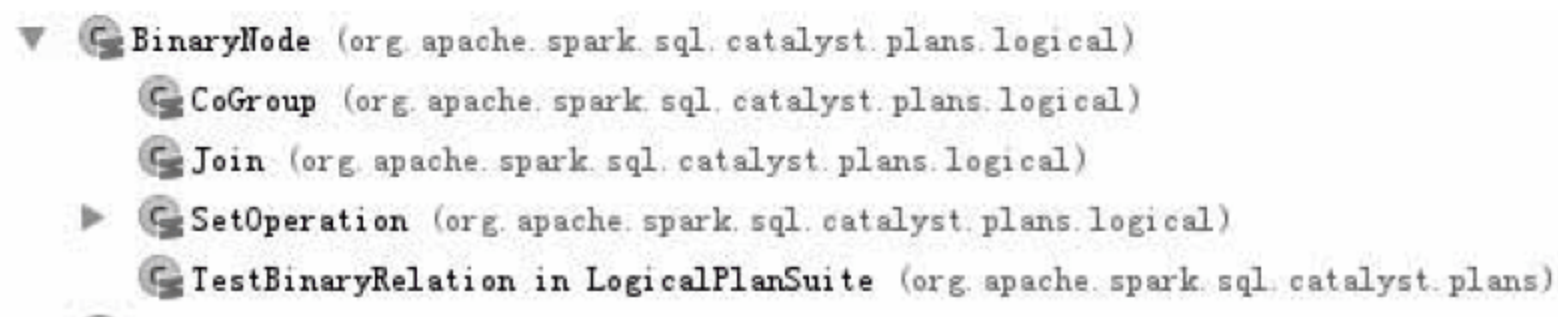 BinaryNode (org.apache.spark.sql.catalyst.plans.logical)
CoGroup (org.apache.spark.sql.catalyst.plans.logical)
Join (org.apache.spark.sql.catalyst.plans.logical)
SetOperation (org.apache.spark.sql.catalyst.plans.logical)
TestBinaryRelation in LogicalPlanSuite (org.apache.spark.sql.catalyst.plans)